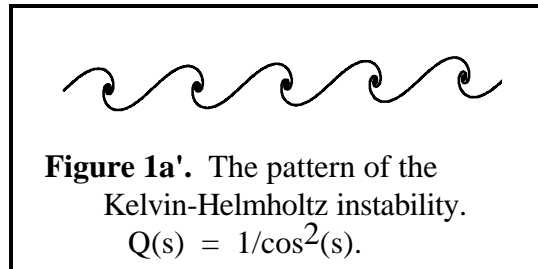 Figure 1a'. The pattern of the
Kelvin-Helmholtz instability.
Q(s) = 1/cos²(s).